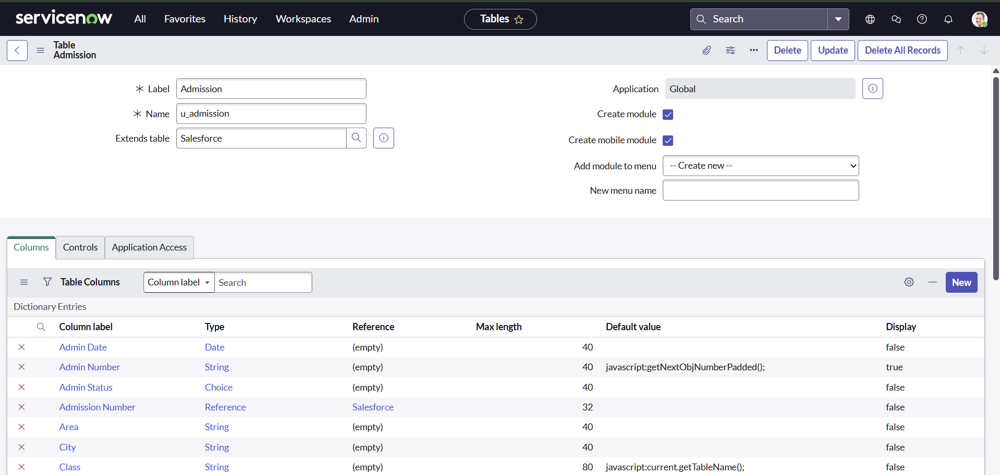 servicenow All Favorites History Workspaces Admin Tables Search
Table
Admission
Delete Update Delete All Records
Label Admission Application Global
Name u_admission Create module
Extends table Salesforce Create mobile module
Add module to menu -- Create new --
New menu name
Columns Controls Application Access
Table Columns Column label Search New
Dictionary Entries
Column label Type Reference Max length Default value Display
Admin Date Date (empty) 40 false
Admin Number String (empty) 40 javascript:getNextObjNumberPadded(); true
Admin Status Choice (empty) 40 false
Admission Number Reference Salesforce 32 false
Area String (empty) 40 false
City String (empty) 40 false
Class String (empty) 80 javascript:current.getTableName(); false